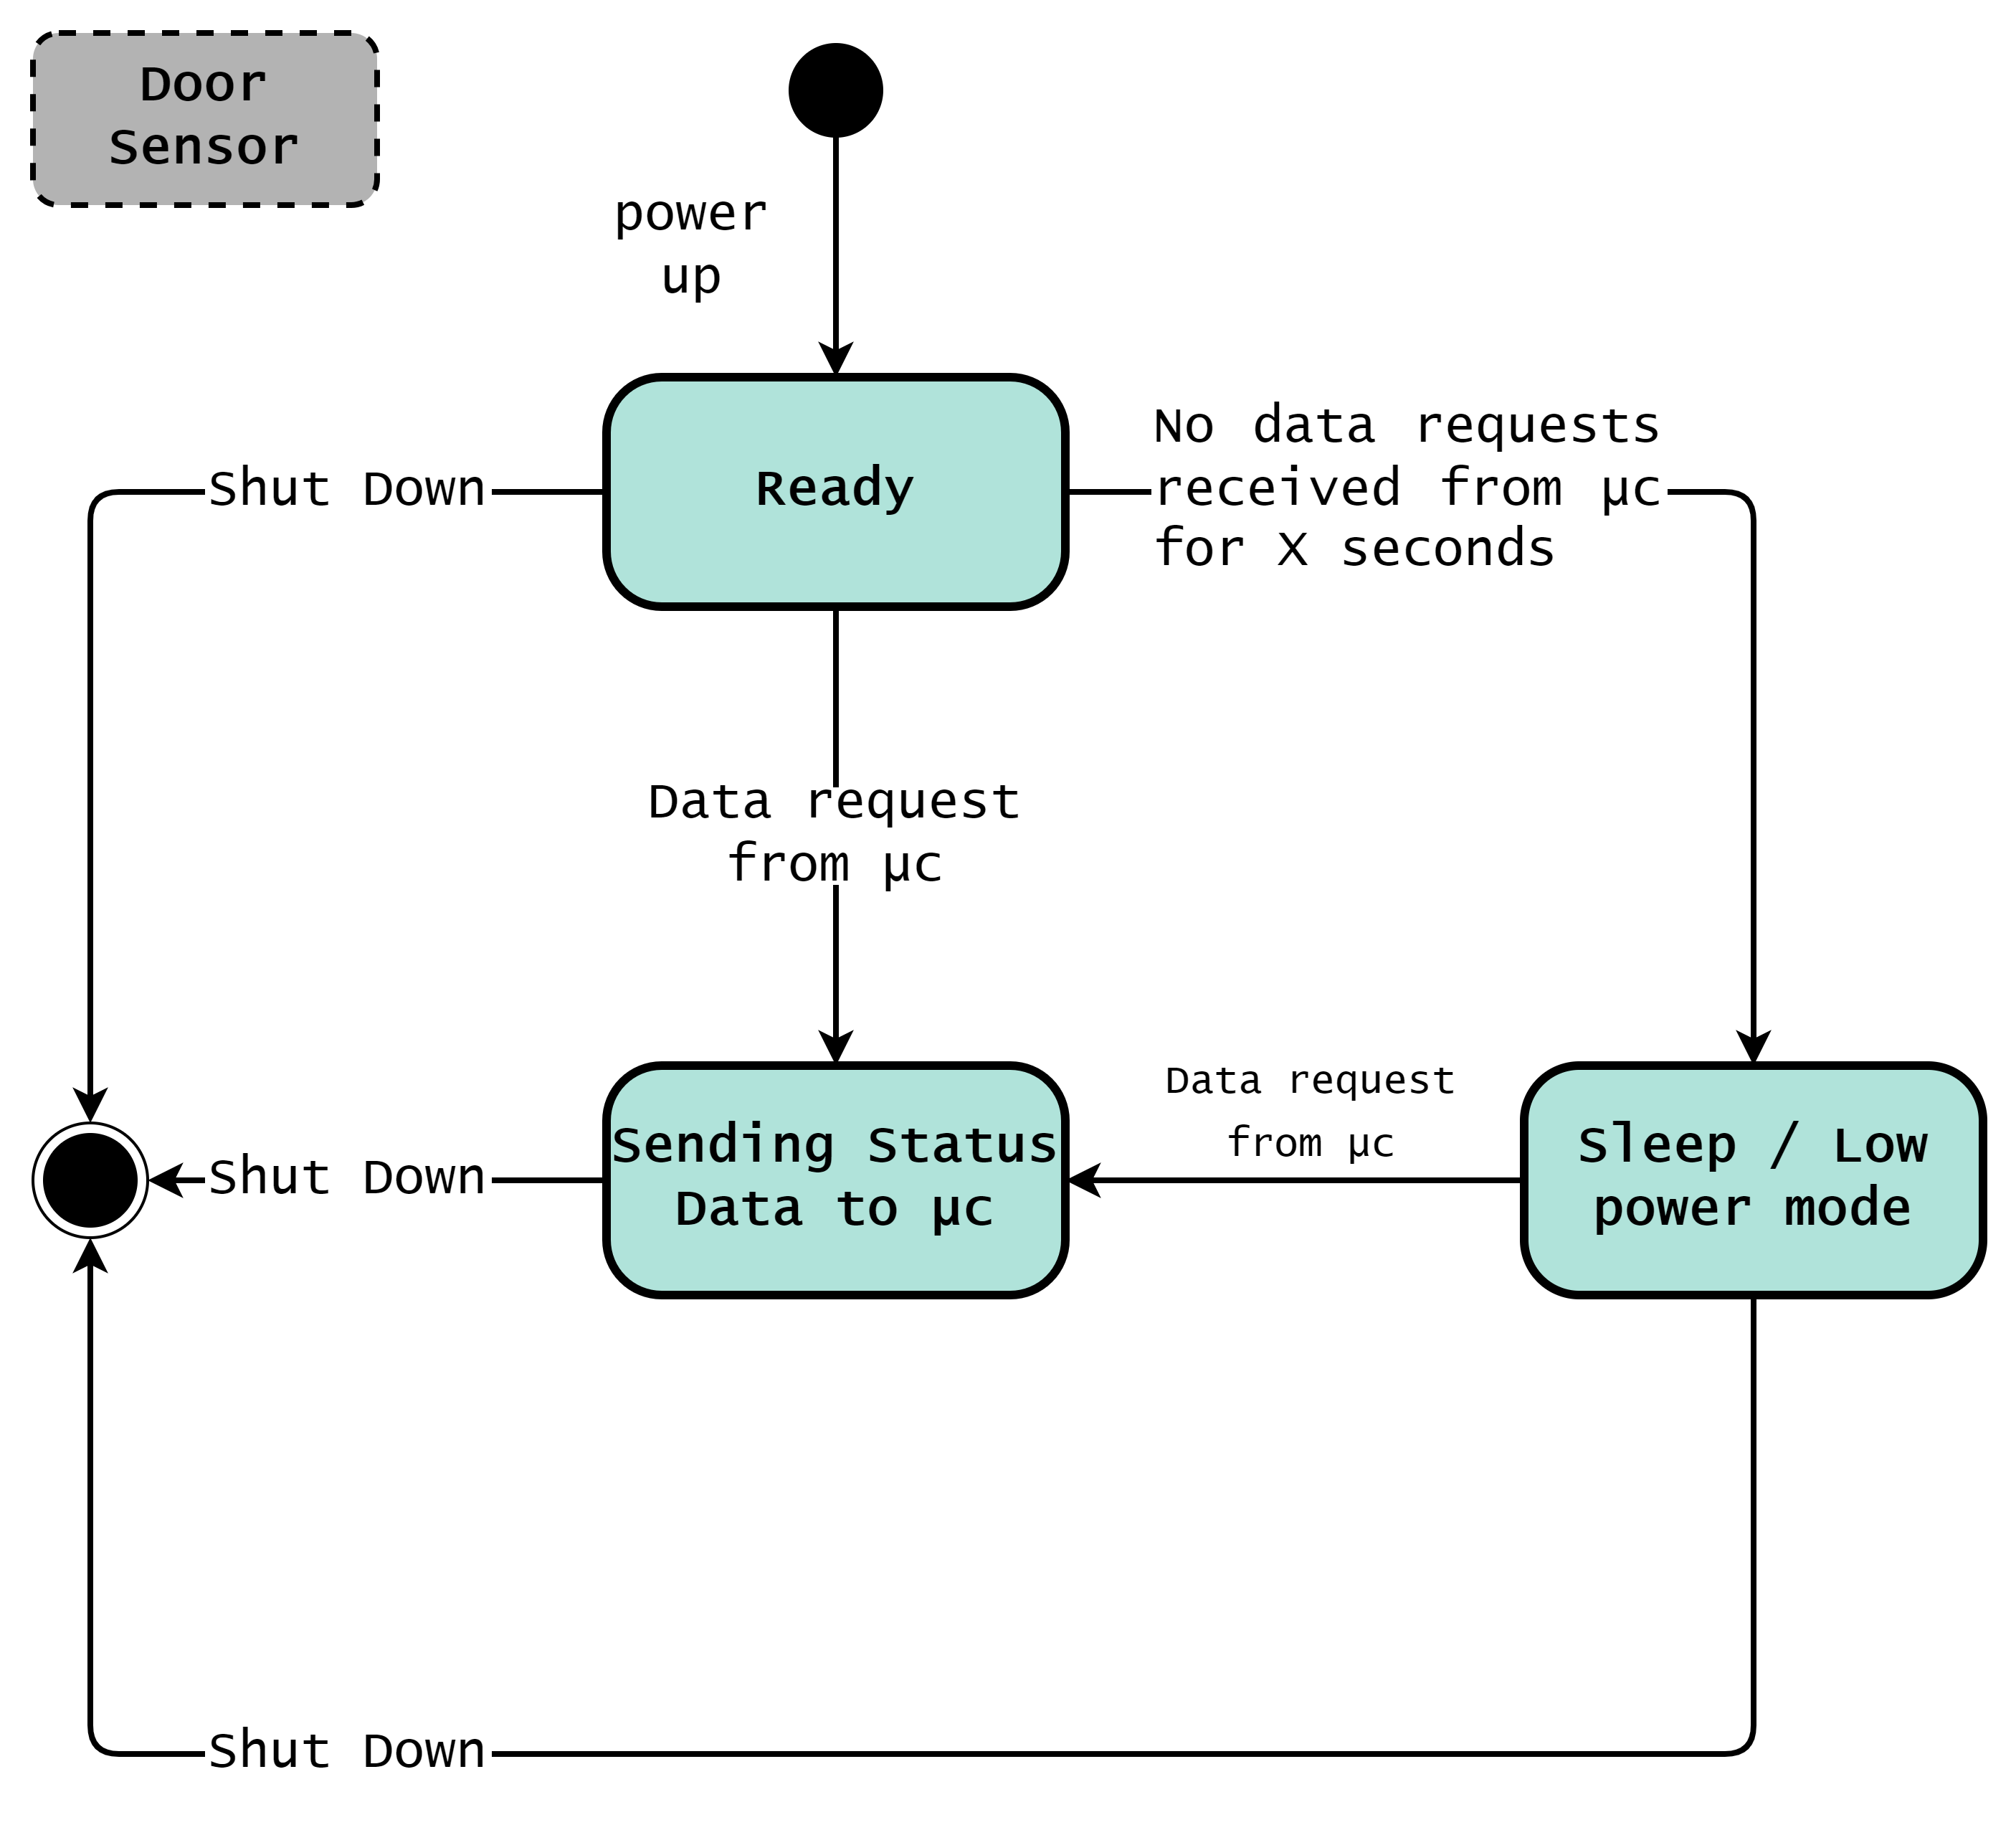 Door
Sensor
power
up
Ready
Shut Down
No data requests
received from µc
for X seconds
Data request
from µc
Data request
from µc
Sending Status
Data to µc
Sleep / Low
power mode
Shut Down
Shut Down